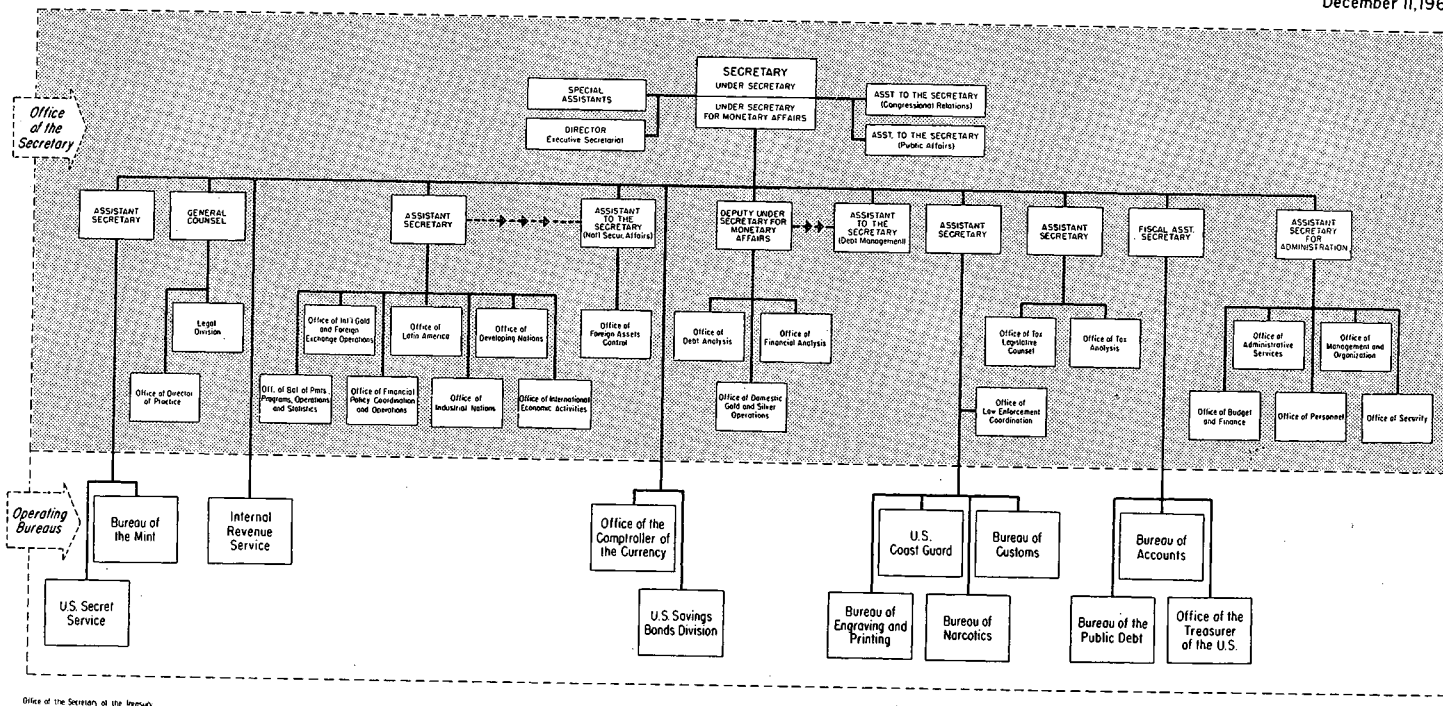 December 11, 196
Office
of the
Secretary
SECRETARY
UNDER SECRETARY
UNDER SECRETARY
FOR MONETARY AFFAIRS
SPECIAL
ASSISTANTS
DIRECTOR
Executive Secretariat
ASST TO THE SECRETARY
(Congressional Relations)
ASST. TO THE SECRETARY
(Public Affairs)
ASSISTANT
SECRETARY
GENERAL
COUNSEL
ASSISTANT
SECRETARY
ASSISTANT
TO THE
SECRETARY
(Nat'l Secur. Affairs)
DEPUTY UNDER
SECRETARY FOR
MONETARY
AFFAIRS
ASSISTANT
TO THE
SECRETARY
(Debt Management)
ASSISTANT
SECRETARY
ASSISTANT
SECRETARY
FISCAL ASST.
SECRETARY
ASSISTANT
SECRETARY
FOR
ADMINISTRATION
Legal
Division
Office of Director
of Practice
Office of Int'l Gold
and Foreign
Exchange Operations
Office of
Latin America
Office of
Developing Nations
Off. of Bal of Pmts.
Programs, Operations
and Statistics
Office of Financial
Policy Coordination
and Operations
Office of
Industrial Nations
Office of International
Economic Activities
Office of
Foreign Assets
Control
Office of
Debt Analysis
Office of
Financial Analysis
Office of Domestic
Gold and Silver
Operations
Office of Tax
Legislative
Counsel
Office of Tax
Analysis
Office of
Law Enforcement
Coordination
Office of
Administrative
Services
Office of
Management and
Organization
Office of Budget
and Finance
Office of Personnel
Office of Security
Operating
Bureaus
Bureau of
the Mint
U.S. Secret
Service
Internal
Revenue
Service
Office of the
Comptroller of
the Currency
U.S. Savings
Bonds Division
U.S.
Coast Guard
Bureau of
Customs
Bureau of
Engraving and
Printing
Bureau of
Narcotics
Bureau of
Accounts
Bureau of the
Public Debt
Office of the
Treasurer
of the U.S.
Office of the Secretary of the Treasury